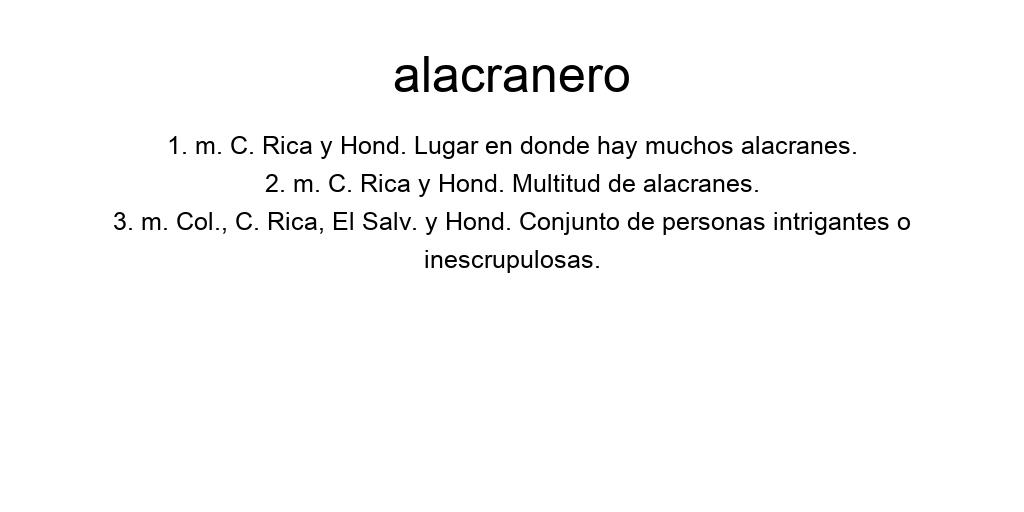 alacranero
1. m. C. Rica y Hond. Lugar en donde hay muchos alacranes.
2. m. C. Rica y Hond. Multitud de alacranes.
3. m. Col., C. Rica, El Salv. y Hond. Conjunto de personas intrigantes o
inescrupulosas.